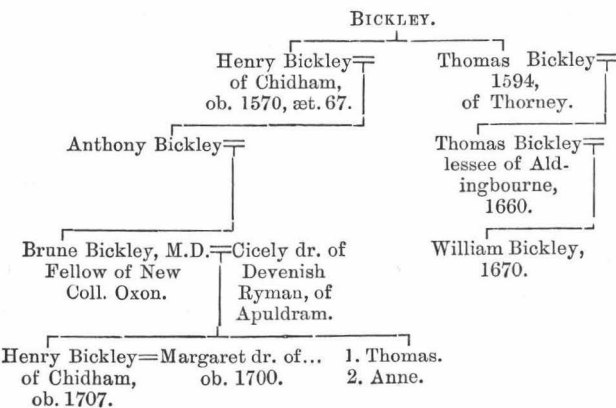 BICKLEY.
Henry Bickley
of Chidham,
ob. 1570, æt. 67.
Thomas Bickley
1594,
of Thorney.
Anthony Bickley
Thomas Bickley
lessee of Ald-
ingbourne,
1660.
Brune Bickley, M.D.
Fellow of New
Coll. Oxon.
Cicely dr. of
Devenish
Ryman, of
Apuldram.
William Bickley,
1670.
Henry Bickley=Margaret dr. of...
of Chidham,
ob. 1707.
ob. 1700.
1. Thomas.
2. Anne.